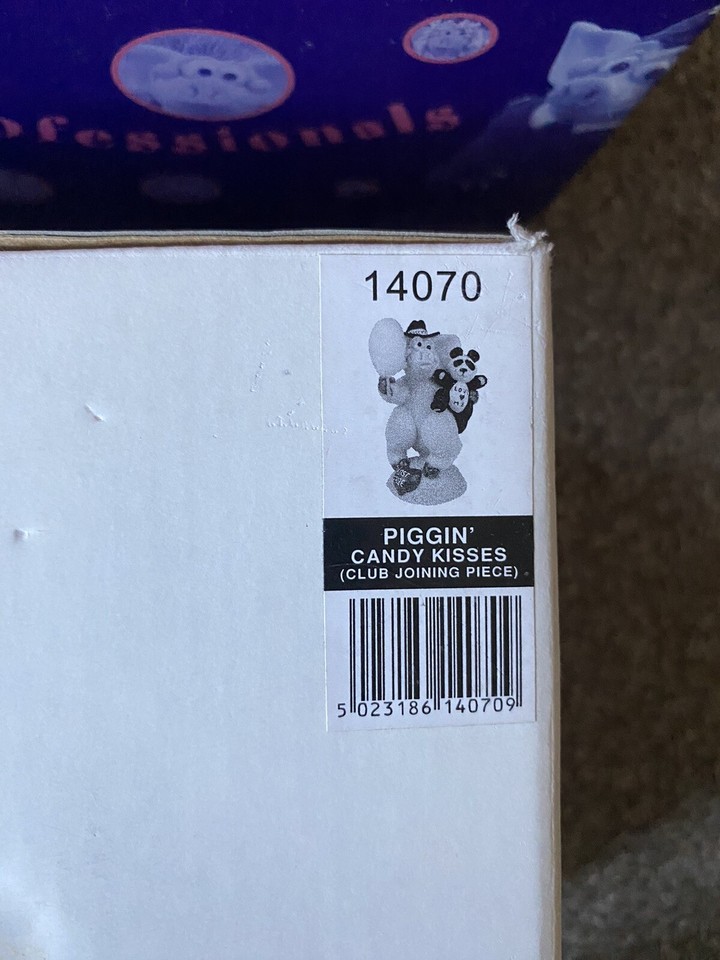 ofessionals
14070
PIGGIN'
CANDY KISSES
(CLUB JOINING PIECE)
5 023186 140709